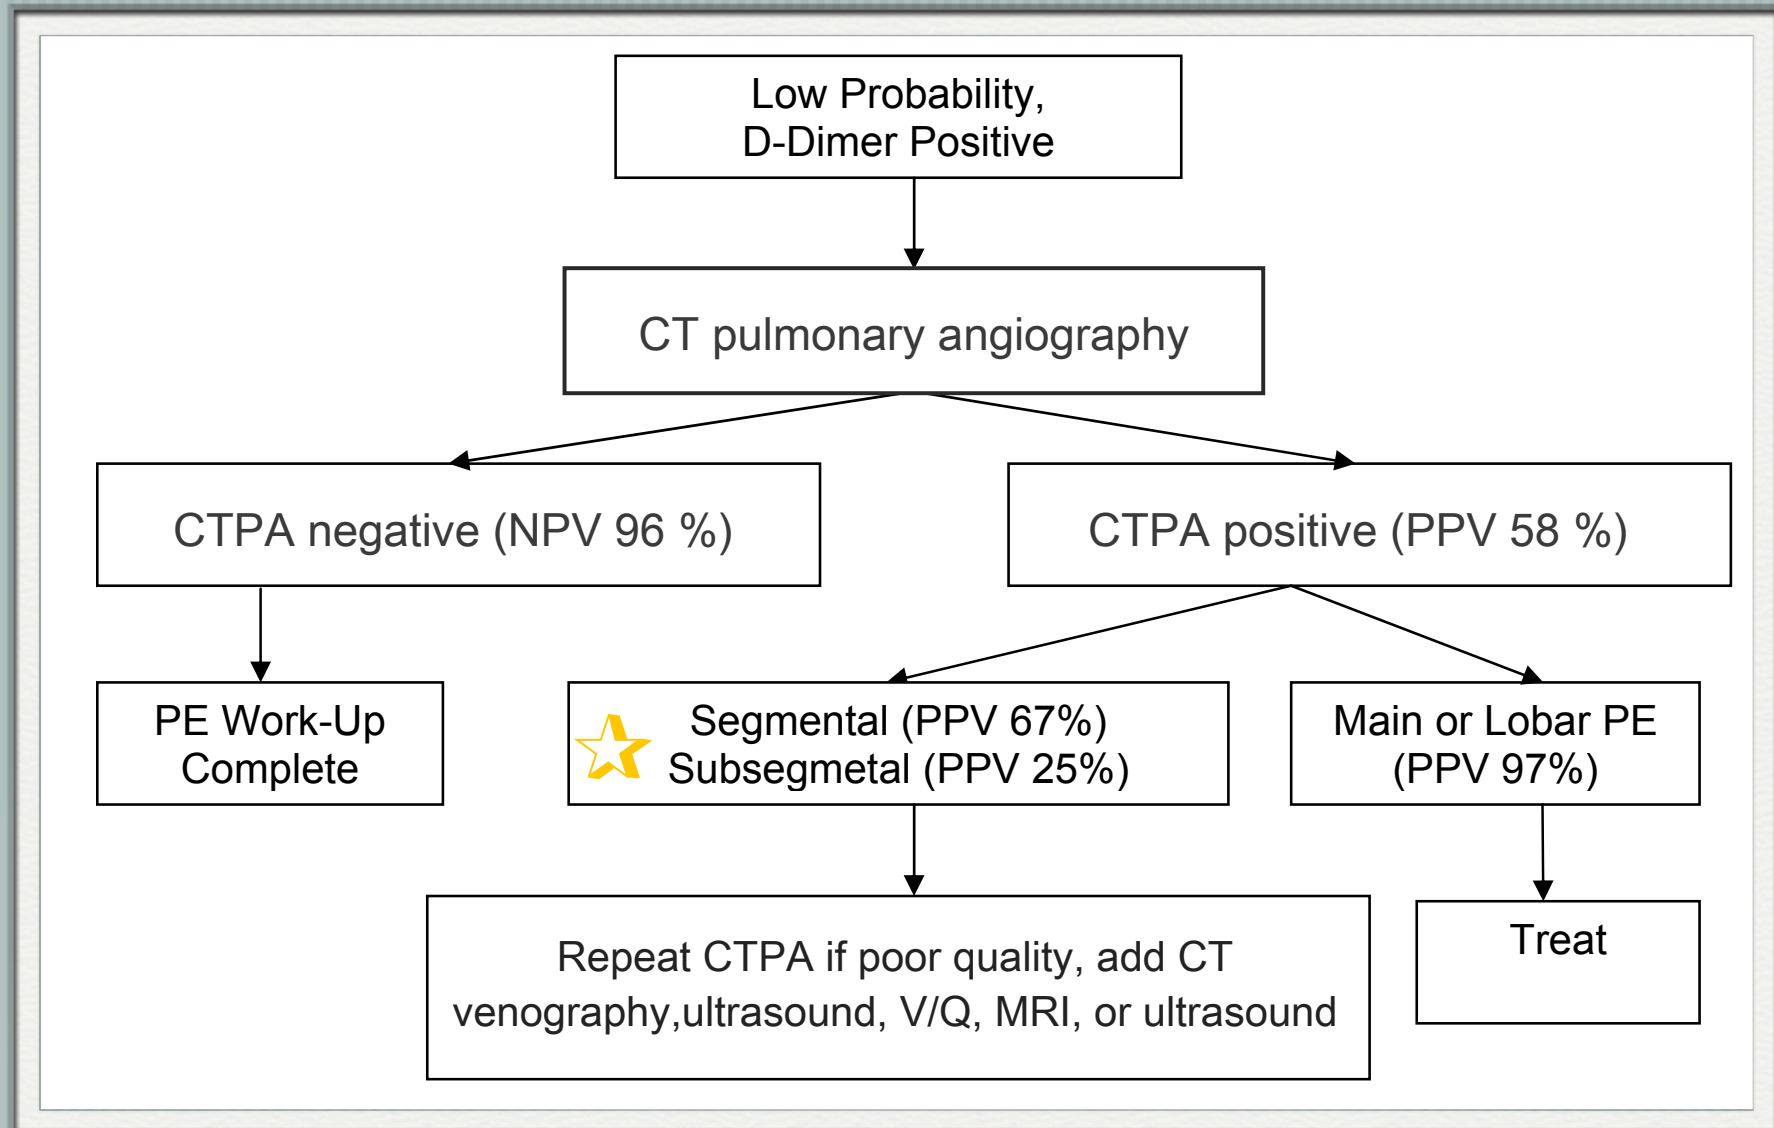 Low Probability,
D-Dimer Positive
CT pulmonary angiography
CTPA negative (NPV 96 %)
CTPA positive (PPV 58 %)
PE Work-Up
Complete
Segmental (PPV 67%)
Subsegmetal (PPV 25%)
Main or Lobar PE
(PPV 97%)
Repeat CTPA if poor quality, add CT
venography,ultrasound, V/Q, MRI, or ultrasound
Treat